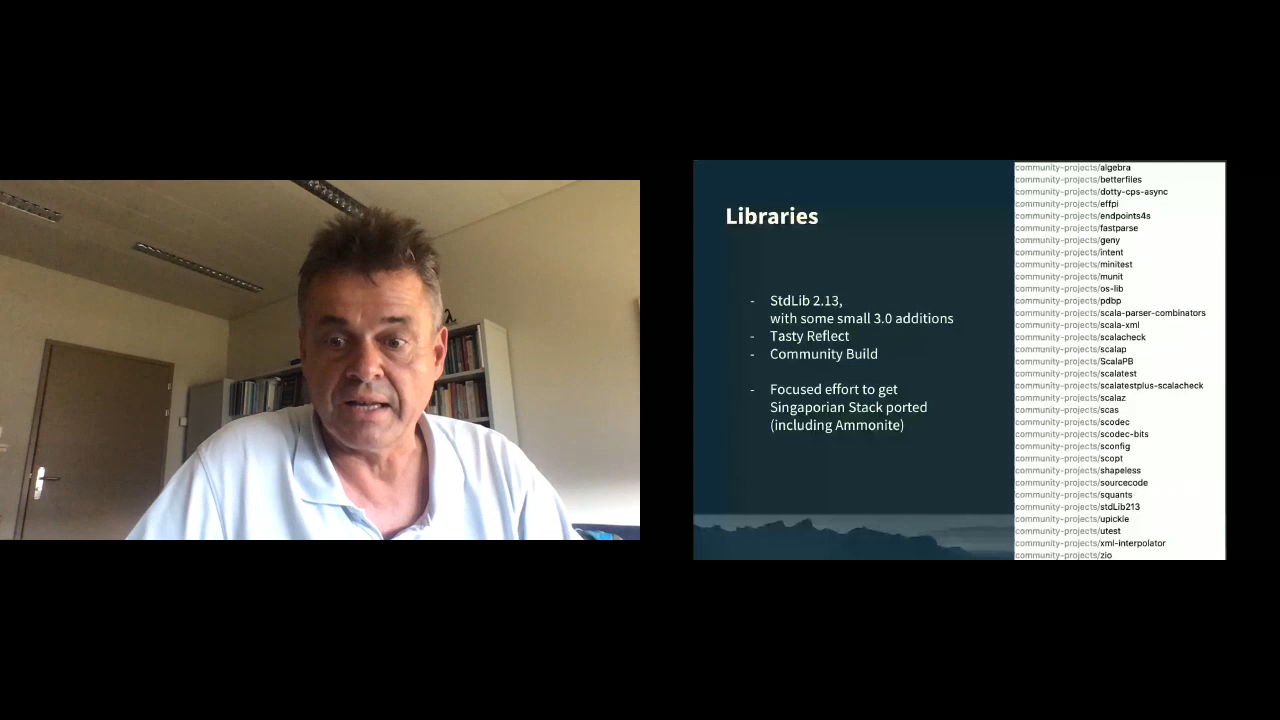 Libraries
- StdLib 2.13,
with some small 3.0 additions
- Tasty Reflect
- Community Build
- Focused effort to get
Singaporian Stack ported
(including Ammonite)
community-projects/algebra
community-projects/betterfiles
community-projects/dotty-cps-async
community-projects/effpi
community-projects/endpoints4s
community-projects/fastparse
community-projects/geny
community-projects/intent
community-projects/minitest
community-projects/munit
community-projects/os-lib
community-projects/pdbp
community-projects/scala-parser-combinators
community-projects/scala-xml
community-projects/scalacheck
community-projects/scalap
community-projects/ScalaPB
community-projects/scalatest
community-projects/scalatestplus-scalacheck
community-projects/scalaz
community-projects/scas
community-projects/scodec
community-projects/scodec-bits
community-projects/sconfig
community-projects/scopt
community-projects/shapeless
community-projects/sourcecode
community-projects/squants
community-projects/stdLib213
community-projects/upickle
community-projects/utest
community-projects/xml-interpolator
community-projects/zio